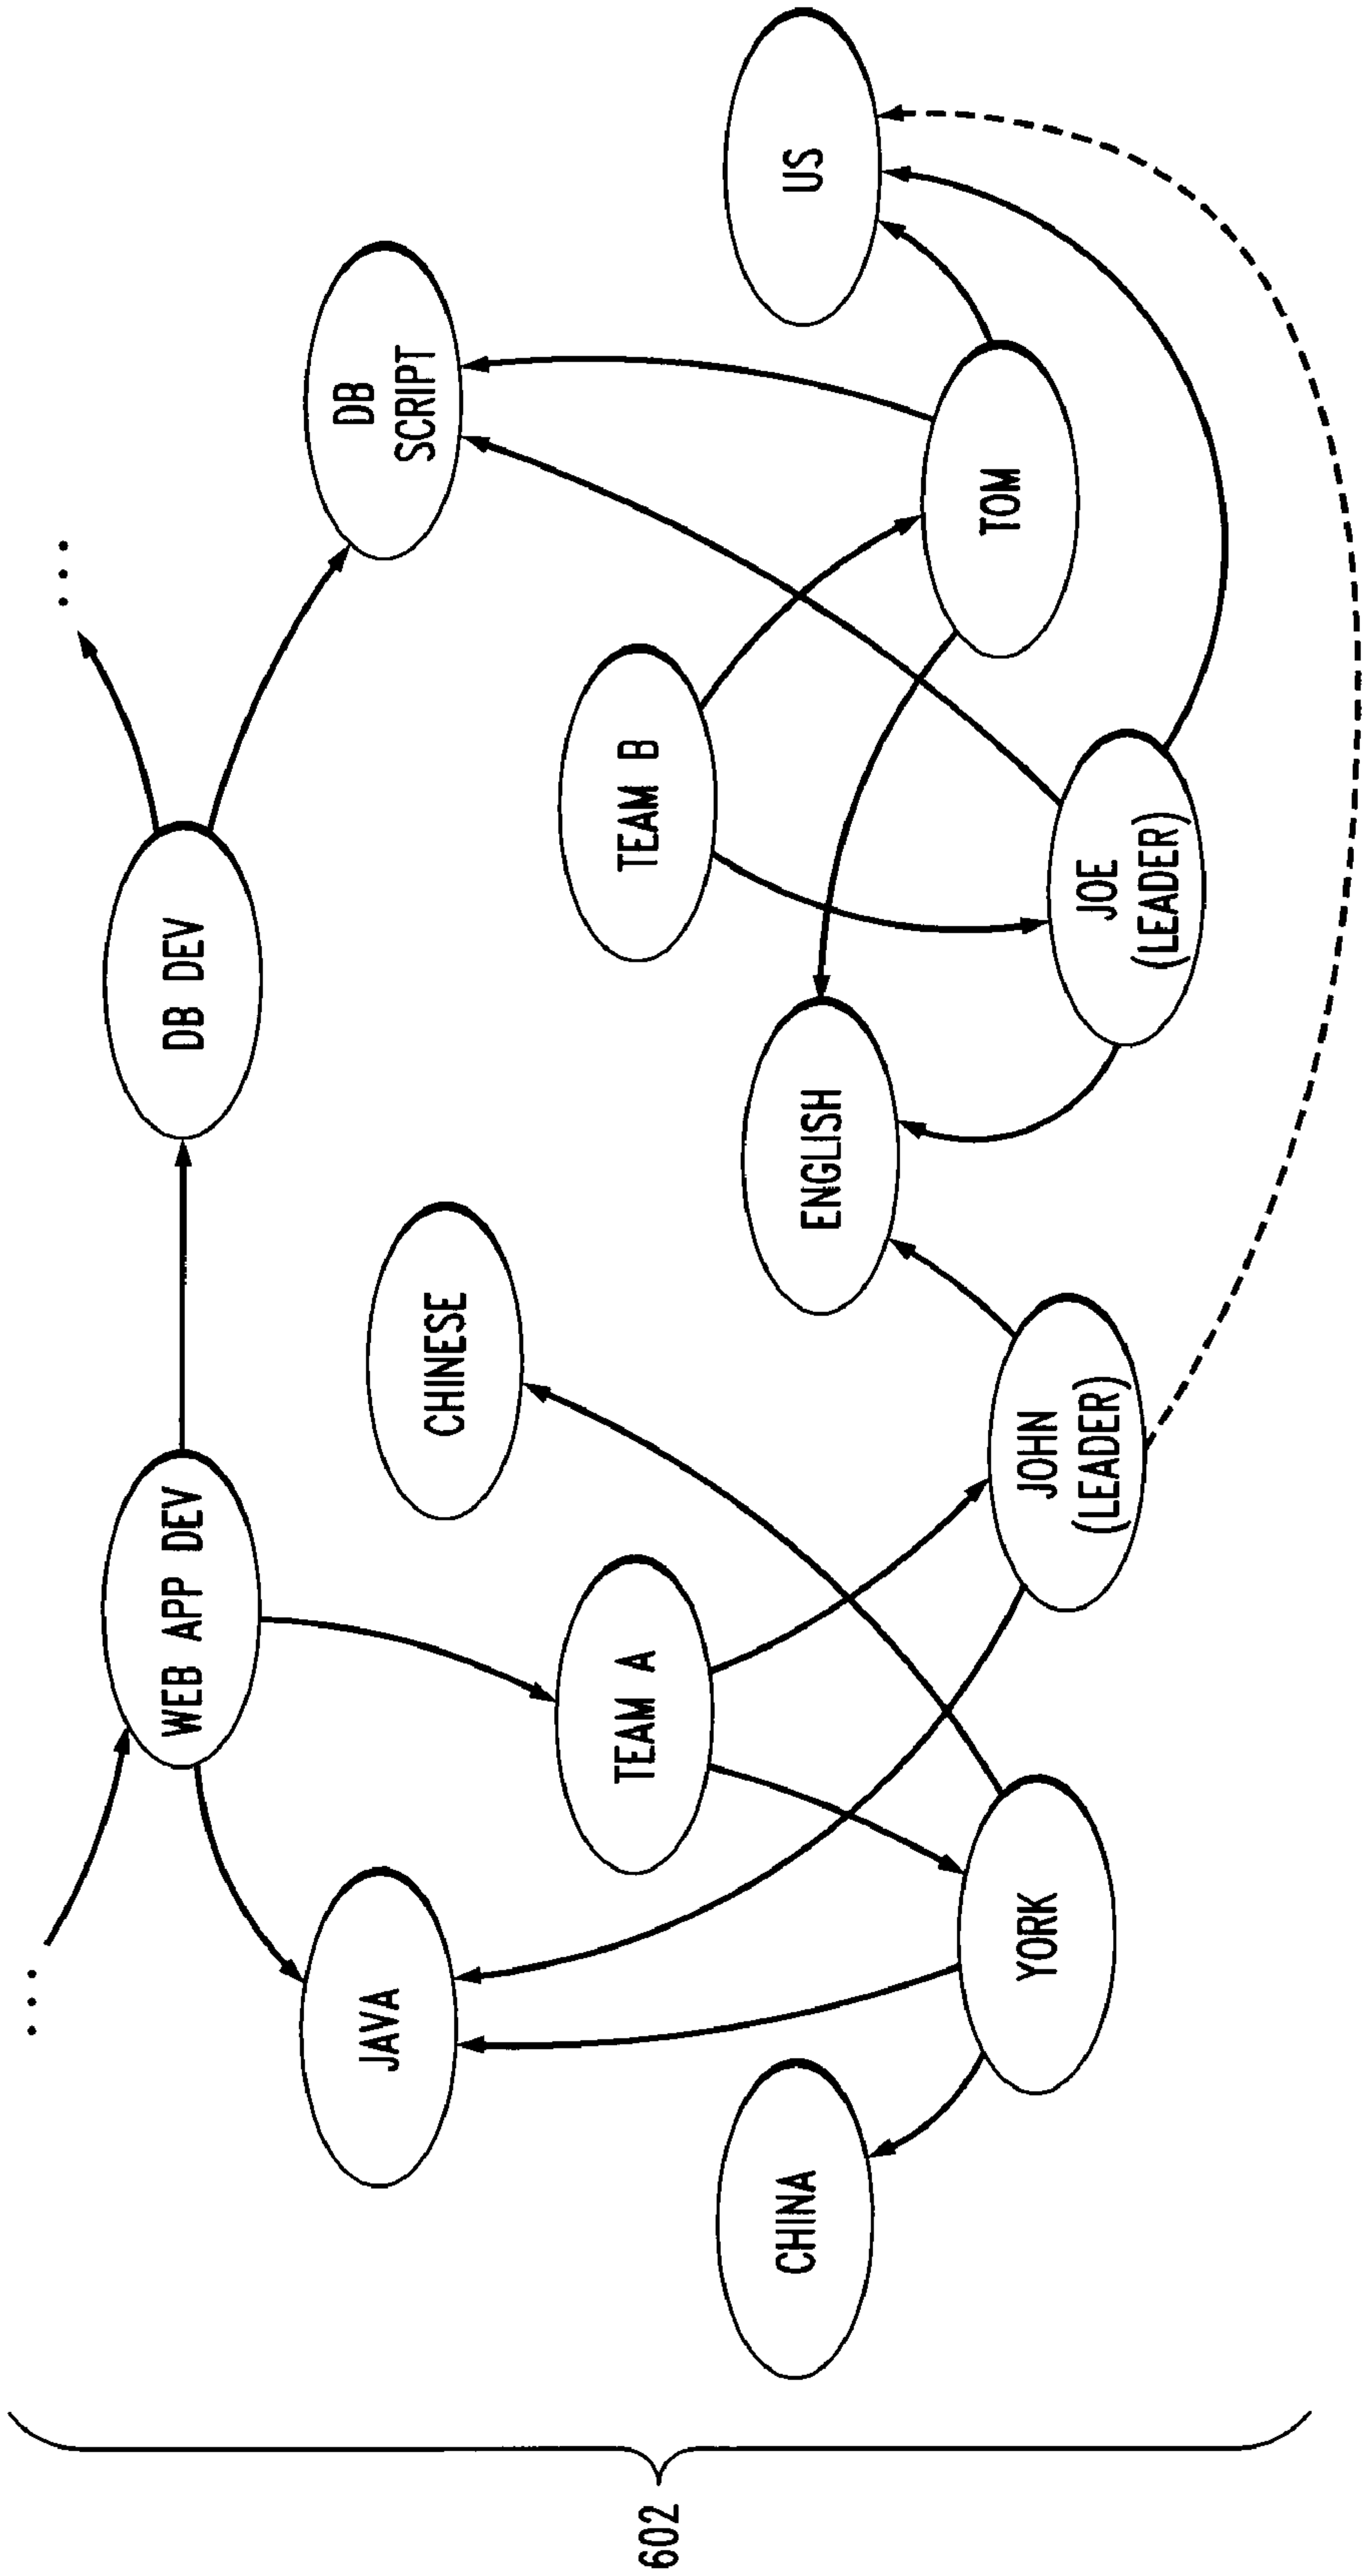 ...
...
WEB APP DEV
DB DEV
JAVA
CHINESE
DB
SCRIPT
TEAM A
TEAM B
CHINA
ENGLISH
US
YORK
JOHN
(LEADER)
JOE
(LEADER)
TOM
602